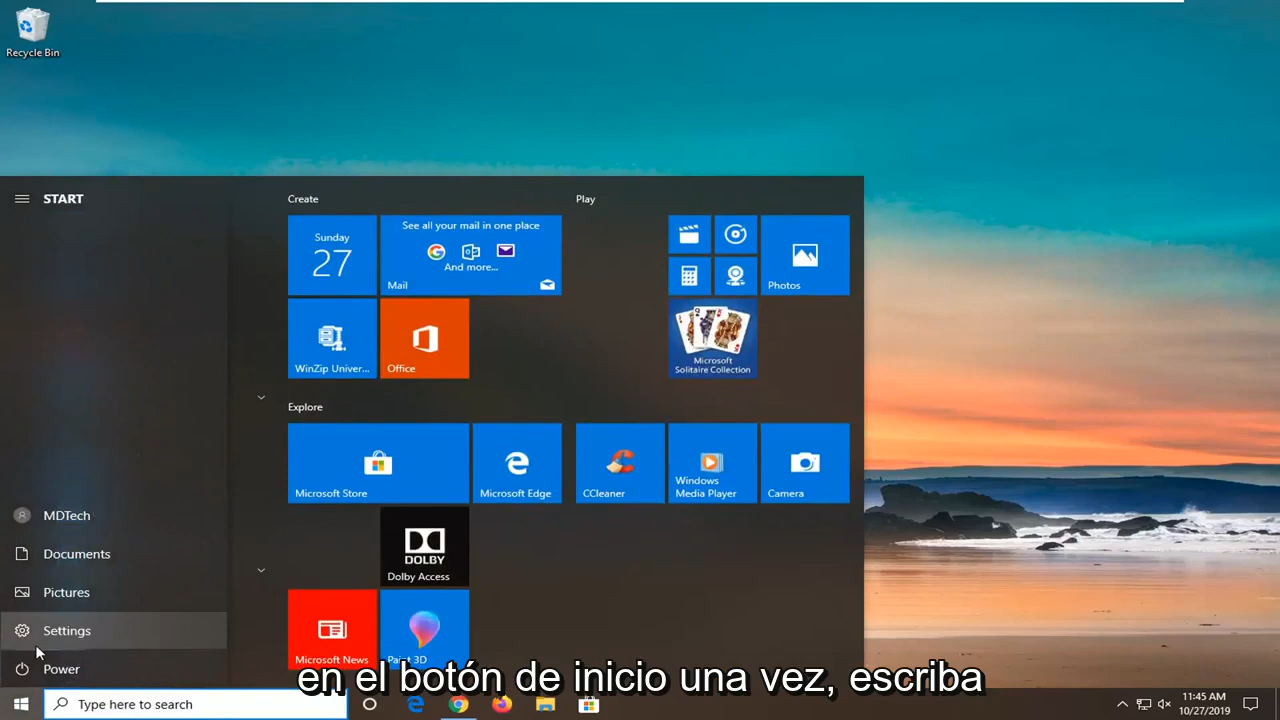 Recycle Bin
START
Create
Play
Sunday
27
See all your mail in one place
And more...
Mail
Photos
WinZip Univer...
Office
Microsoft
Solitaire Collection
Explore
Microsoft Store
Microsoft Edge
CCleaner
Windows
Media Player
Camera
MDTech
Documents
Pictures
Settings
Power
DOLBY
Dolby Access
Microsoft News
Paint 3D
en el botón de inicio una vez, escriba
Type here to search
11:45 AM
10/27/2019